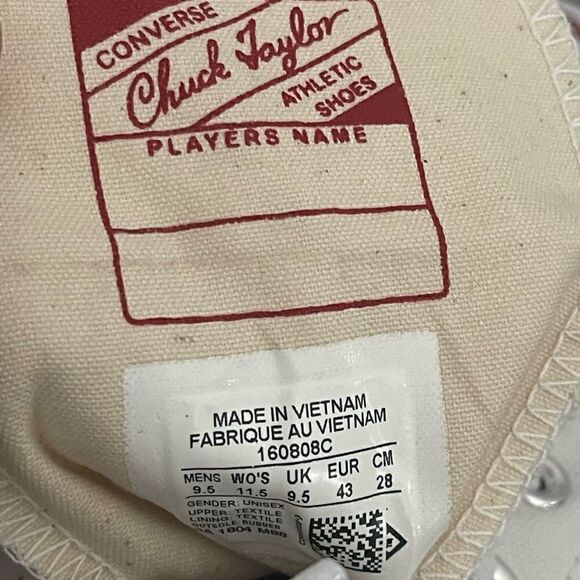 CONVERSE
Chuck Taylor
ATHLETIC
SHOES
PLAYERS NAME
MADE IN VIETNAM
FABRIQUE AU VIETNAM
160808C
MENS WO'S UK EUR CM
9.5 11.5 9.5 43 28
GENDER: UNISEX
UPPER: TEXTILE
LINING: TEXTILE
OUTSOLE: RUBBER
1804